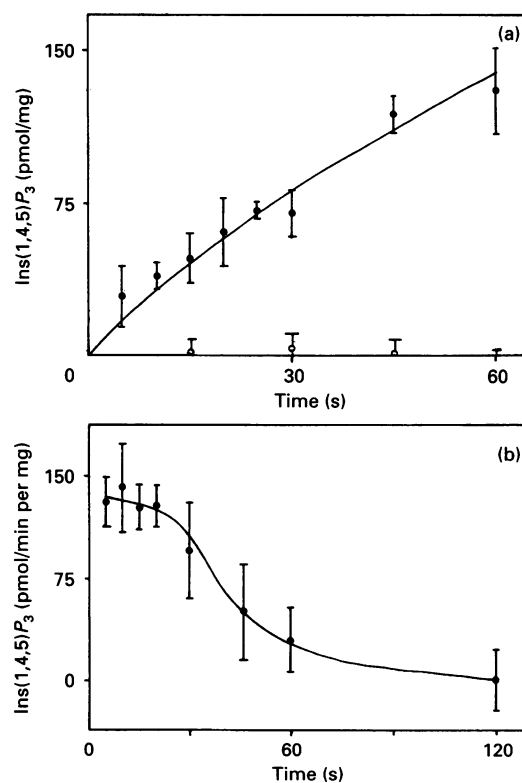 (a)
150
75
0
Ins(1,4,5)P₃ (pmol/mg)
30
60
Time (s)
(b)
150
75
0
Ins(1,4,5)P₃ (pmol/min per mg)
0
60
120
Time (s)